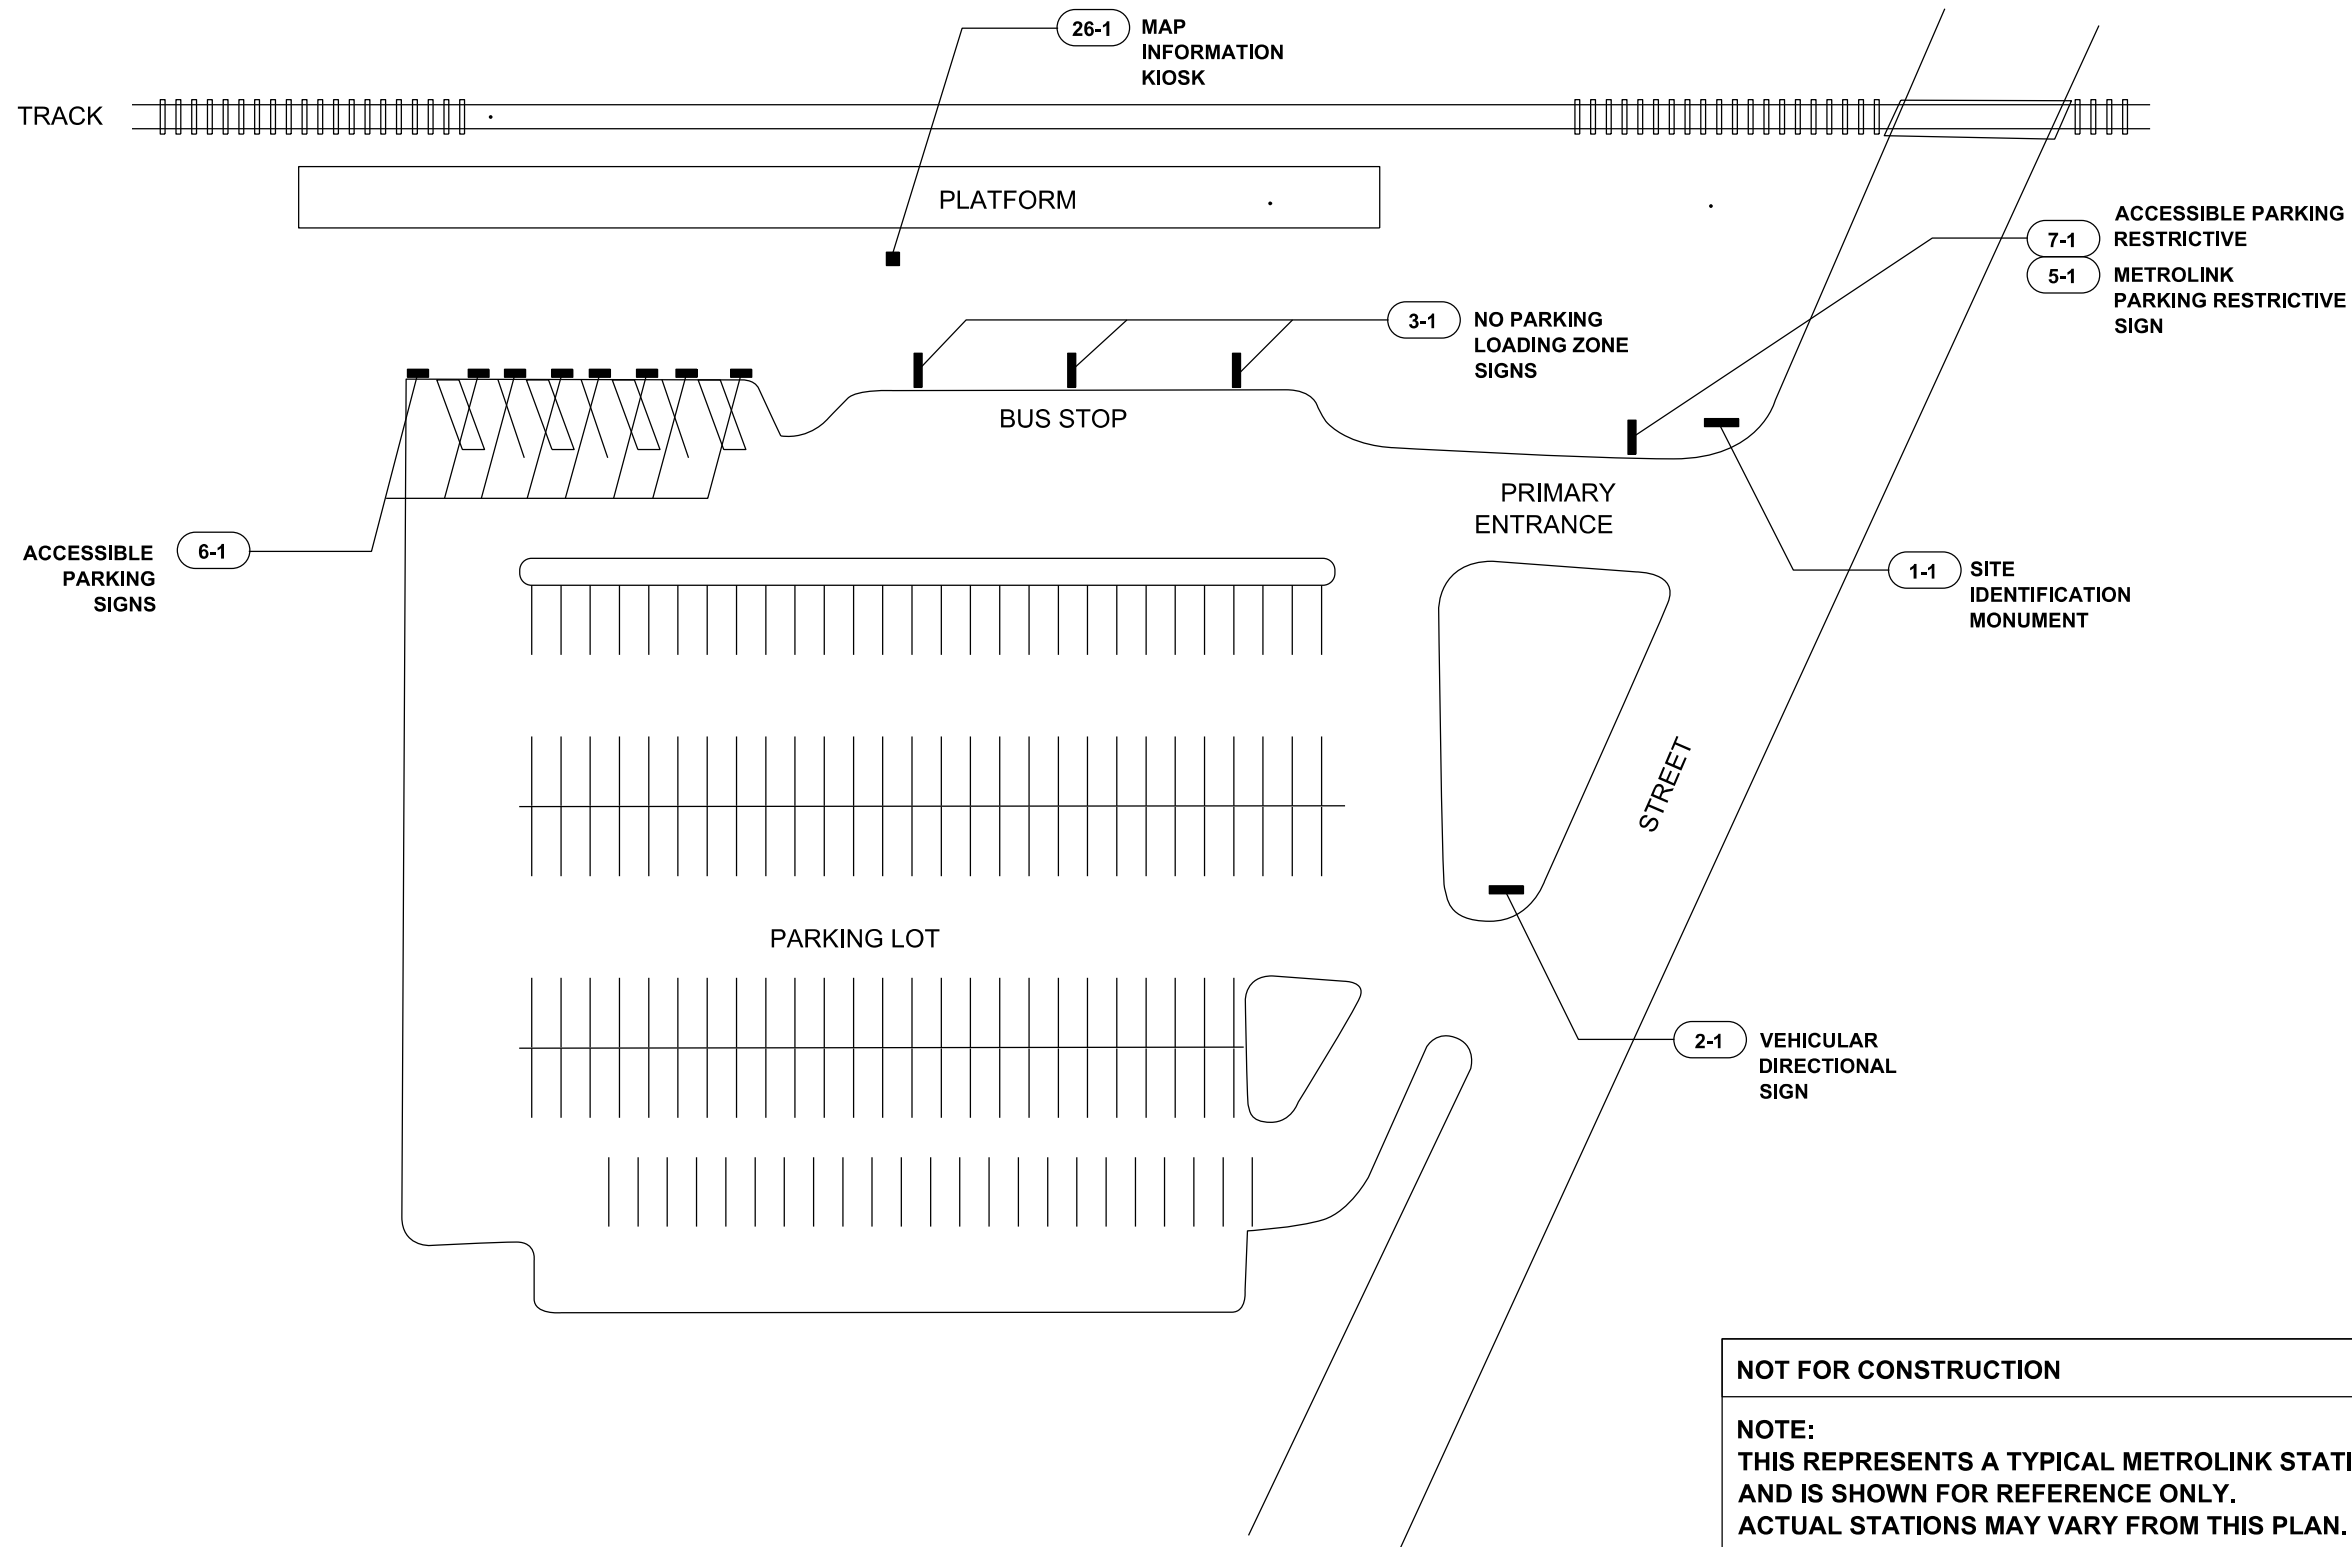 26-1
MAP
INFORMATION
KIOSK
TRACK
PLATFORM
7-1
ACCESSIBLE PARKING
RESTRICTIVE
5-1
METROLINK
PARKING RESTRICTIVE
SIGN
3-1
NO PARKING
LOADING ZONE
SIGNS
BUS STOP
PRIMARY
ENTRANCE
ACCESSIBLE
PARKING
SIGNS
6-1
1-1
SITE
IDENTIFICATION
MONUMENT
STREET
PARKING LOT
2-1
VEHICULAR
DIRECTIONAL
SIGN
NOT FOR CONSTRUCTION
NOTE:
THIS REPRESENTS A TYPICAL METROLINK STATI
AND IS SHOWN FOR REFERENCE ONLY.
ACTUAL STATIONS MAY VARY FROM THIS PLAN.